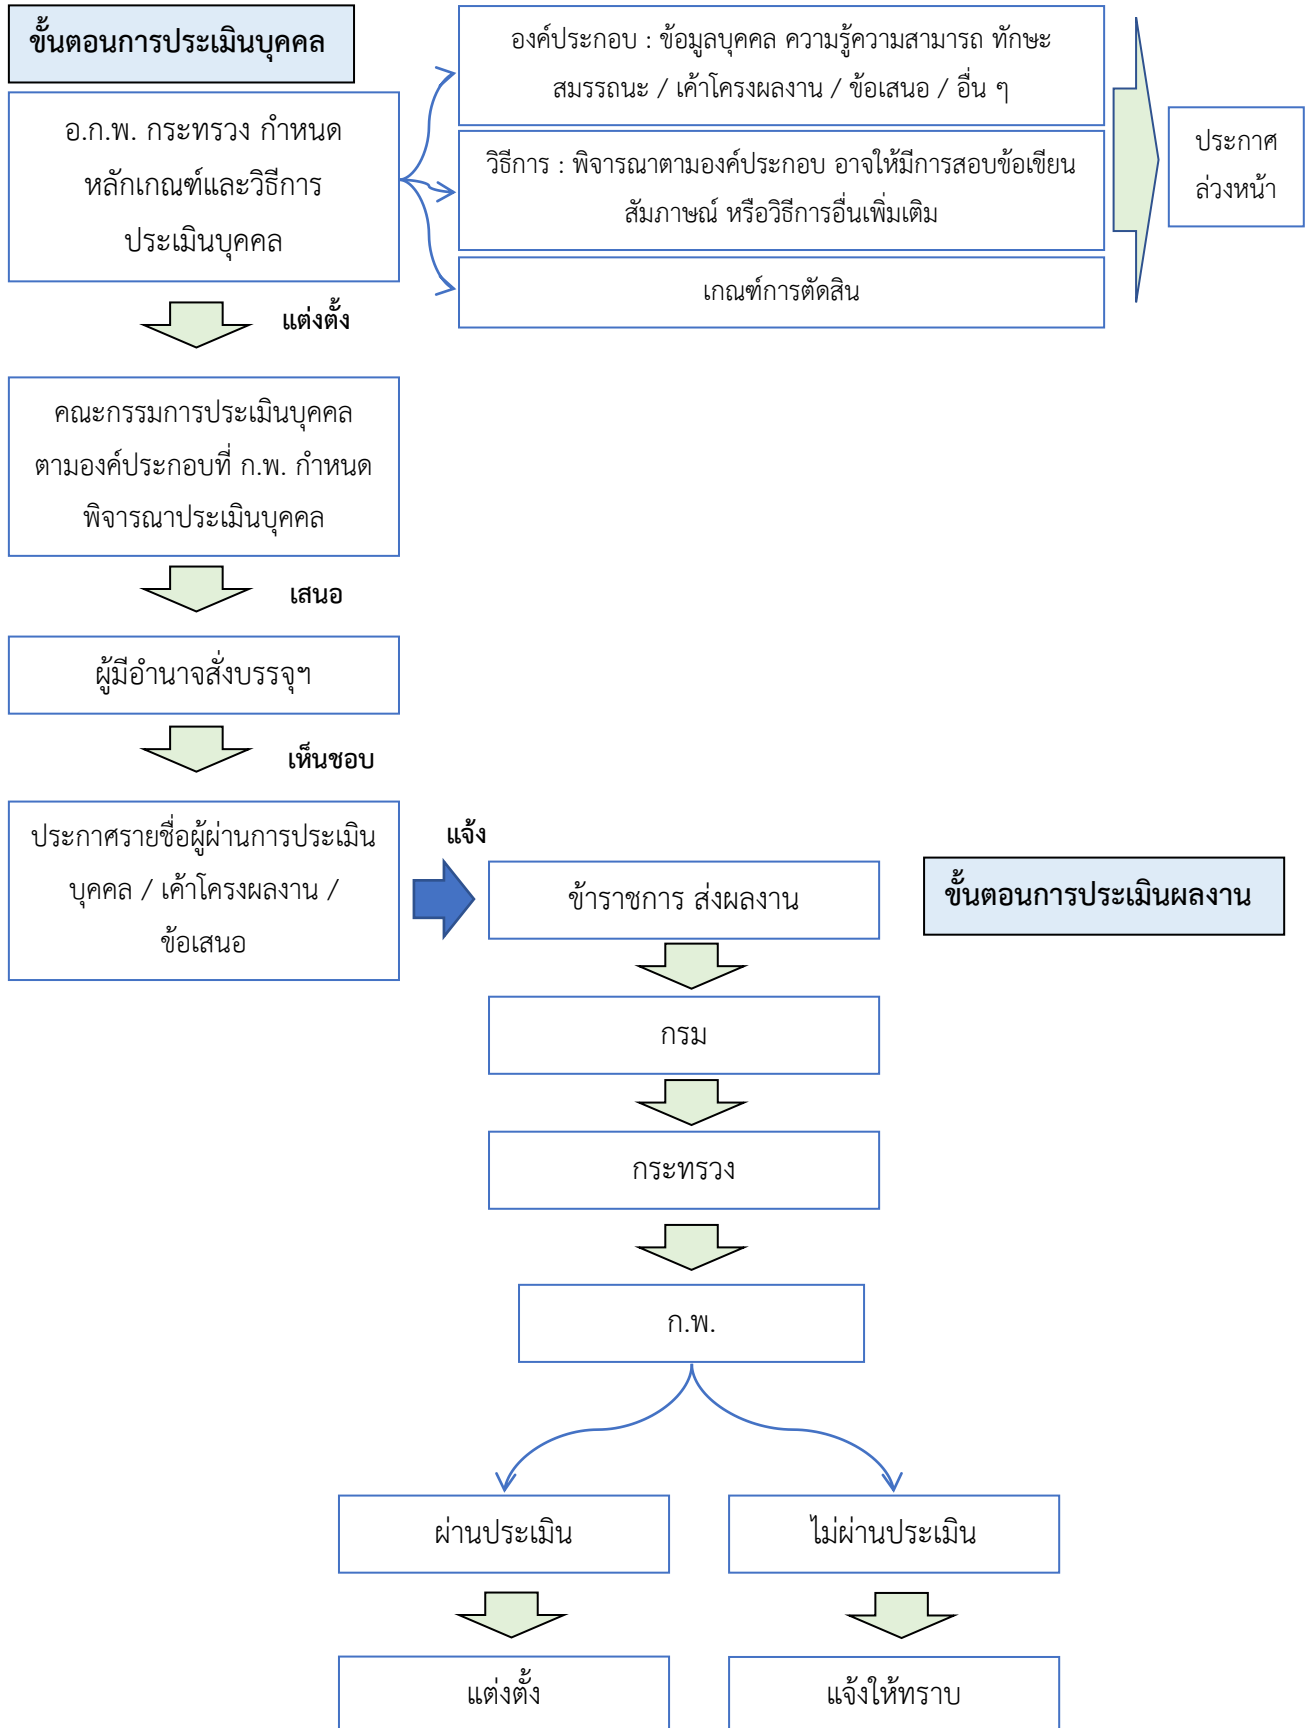 ขั้นตอนการประเมินบุคคล
อ.ก.พ. กระทรวง กำหนด
หลักเกณฑ์และวิธีการ
ประเมินบุคคล
องค์ประกอบ : ข้อมูลบุคคล ความรู้ความสามารถ ทักษะ
สมรรถนะ / เค้าโครงผลงาน / ข้อเสนอ / อื่น ๆ
วิธีการ : พิจารณาตามองค์ประกอบ อาจให้มีการสอบข้อเขียน
สัมภาษณ์ หรือวิธีการอื่นเพิ่มเติม
เกณฑ์การตัดสิน
ประกาศ
ล่วงหน้า
แต่งตั้ง
คณะกรรมการประเมินบุคคล
ตามองค์ประกอบที่ ก.พ. กำหนด
พิจารณาประเมินบุคคล
เสนอ
ผู้มีอำนาจสั่งบรรจุฯ
เห็นชอบ
ประกาศรายชื่อผู้ผ่านการประเมิน
บุคคล / เค้าโครงผลงาน /
ข้อเสนอ
แจ้ง
ข้าราชการ ส่งผลงาน
ขั้นตอนการประเมินผลงาน
กรม
กระทรวง
ก.พ.
ผ่านประเมิน
ไม่ผ่านประเมิน
แต่งตั้ง
แจ้งให้ทราบ